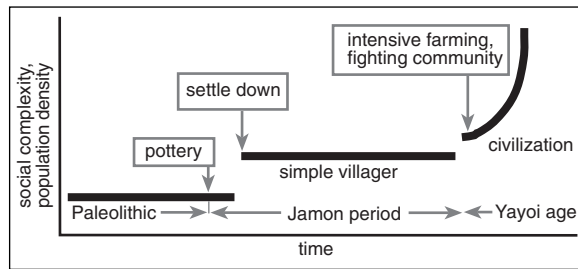 intensive farming,
fighting community
settle down
civilization
pottery
simple villager
Paleolithic
Jamon period
Yayoi age
social complexity,
population density
time